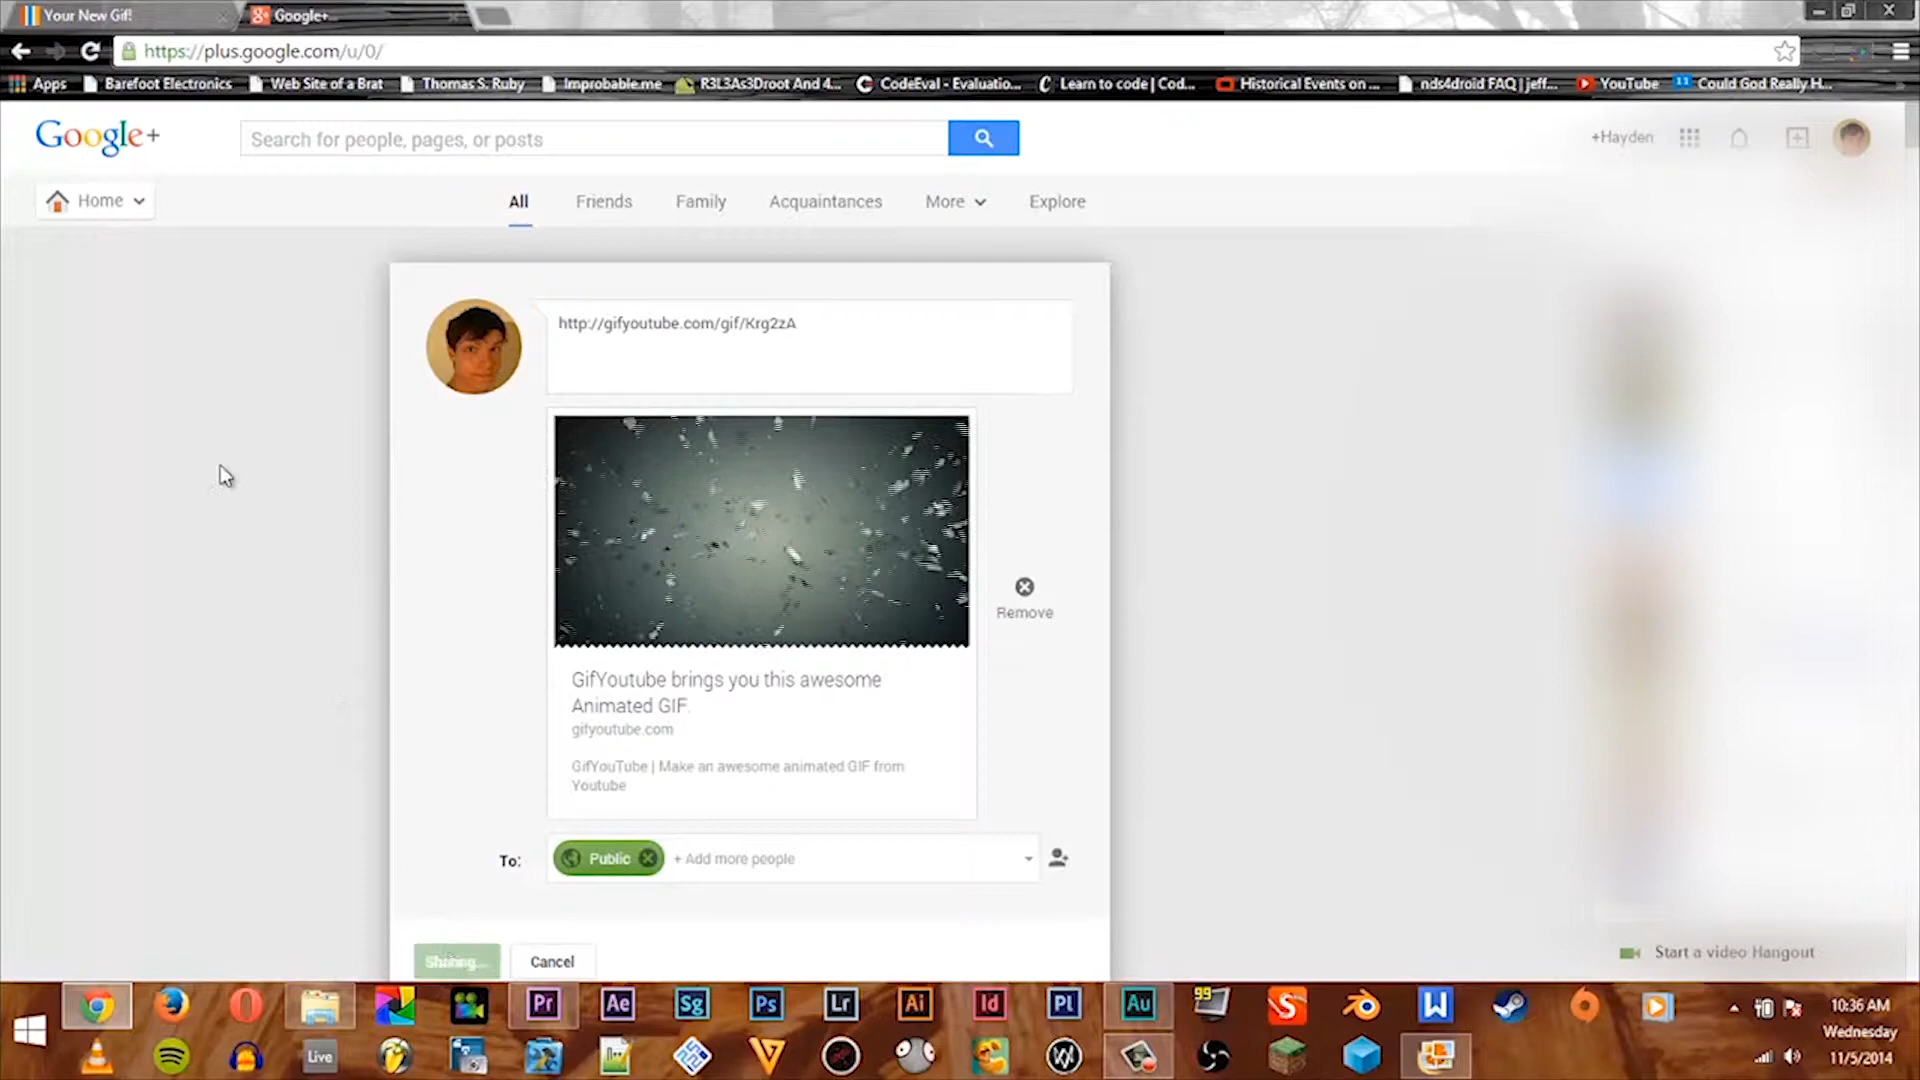 Your New Gif!
Google+
https://plus.google.com/u/0/
Apps
Barefoot Electronics
Web Site of a Brat
Thomas S. Ruby
Improbable.me
R3L3As3Droot And 4...
CodeEval - Evaluatio...
Learn to code | Cod...
Historical Events on ...
nds4droid FAQ | jeff...
YouTube
Could God Really H...
Google+
Search for people, pages, or posts
+Hayden
Home
All
Friends
Family
Acquaintances
More
Explore
http://gifyoutube.com/gif/Krg2zA
Remove
GifYoutube brings you this awesome
Animated GIF.
gifyoutube.com
GifYouTube | Make an awesome animated GIF from
Youtube
To:
Public
+ Add more people
Sharing...
Cancel
Start a video Hangout
Pr
Ae
Sg
Ps
Lr
Ai
Id
Pl
Au
99
10:36 AM
Wednesday
11/5/2014
Live